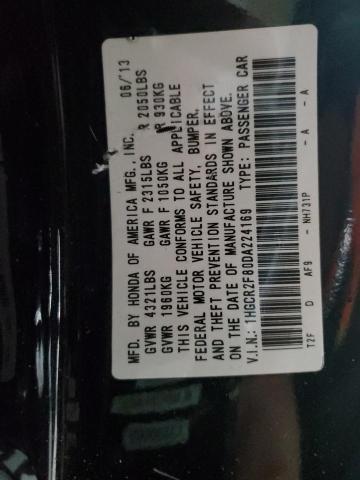 MFD. BY HONDA OF AMERICA MFG., INC. 06/'13
GVWR 4321LBS GAWR F 2315LBS R 2050LBS
GVWR 1960KG GAWR F 1050KG R 930KG
THIS VEHICLE CONFORMS TO ALL APPLICABLE
FEDERAL MOTOR VEHICLE SAFETY, BUMPER,
AND THEFT PREVENTION STANDARDS IN EFFECT
ON THE DATE OF MANUFACTURE SHOWN ABOVE.
V.I.N.: 1HGCR2F80DA224169 TYPE: PASSENGER CAR
T2F D AF9 - NH731P - A - A